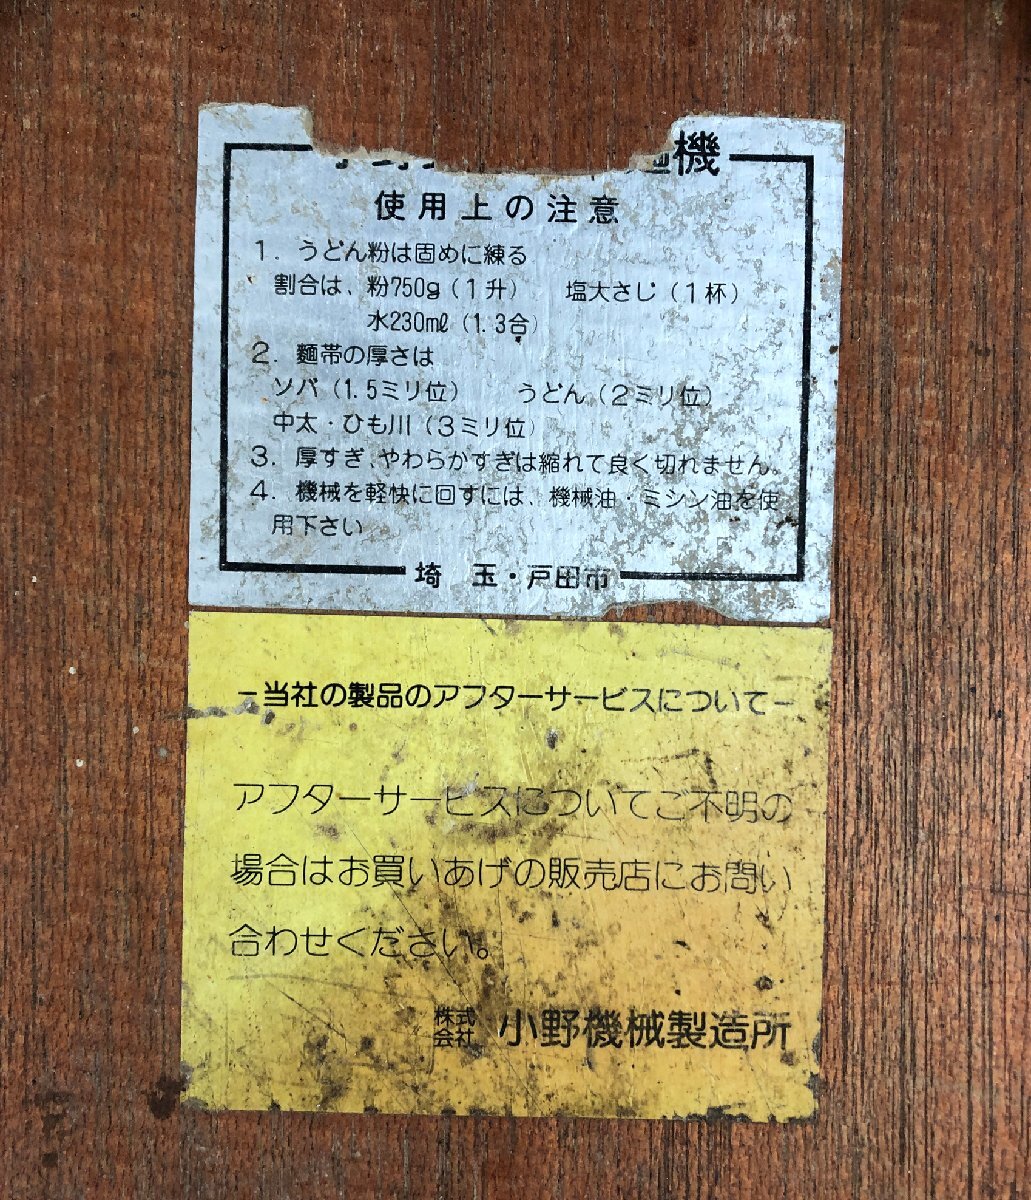 機
使用上の注意
1. うどん粉は固めに練る
割合は、粉750g(1升) 塩大さじ(1杯)
水230mℓ(1.3合)
2. 麵帯の厚さは
ソバ(1.5ミリ位) うどん(2ミリ位)
中太・ひも川(3ミリ位)
3. 厚すぎ、やわらかすぎは縮れて良く切れません。
4. 機械を軽快に回すには、機械油・ミシン油を使
用下さい
埼 玉・戸田市
−当社の製品のアフターサービスについて−
アフターサービスについてご不明の
場合はお買いあげの販売店にお問い
合わせください。
株式会社 小野機械製造所